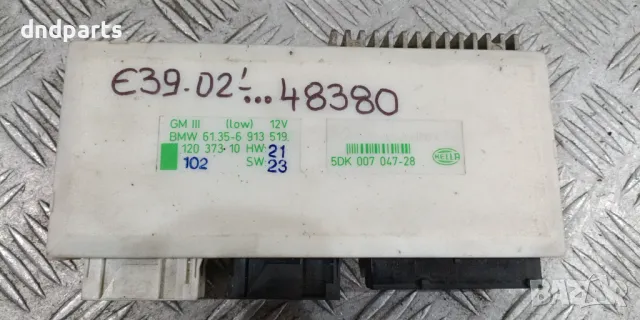 dndparts
E39.02'... 48380
GM III (low) 12V
BMW 61.35-6 913 519.
120 373·10 HW: 21
102 SW: 23
5DK 007 047-28
HELLA
bazar